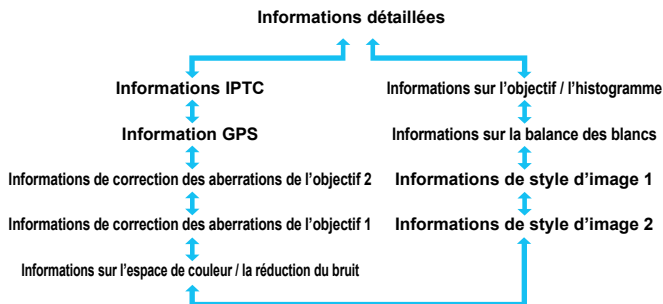 Informations détaillées
Informations IPTC
Informations sur l’objectif / l’histogramme
Information GPS
Informations sur la balance des blancs
Informations de correction des aberrations de l’objectif 2
Informations de style d’image 1
Informations de correction des aberrations de l’objectif 1
Informations de style d’image 2
Informations sur l’espace de couleur / la réduction du bruit